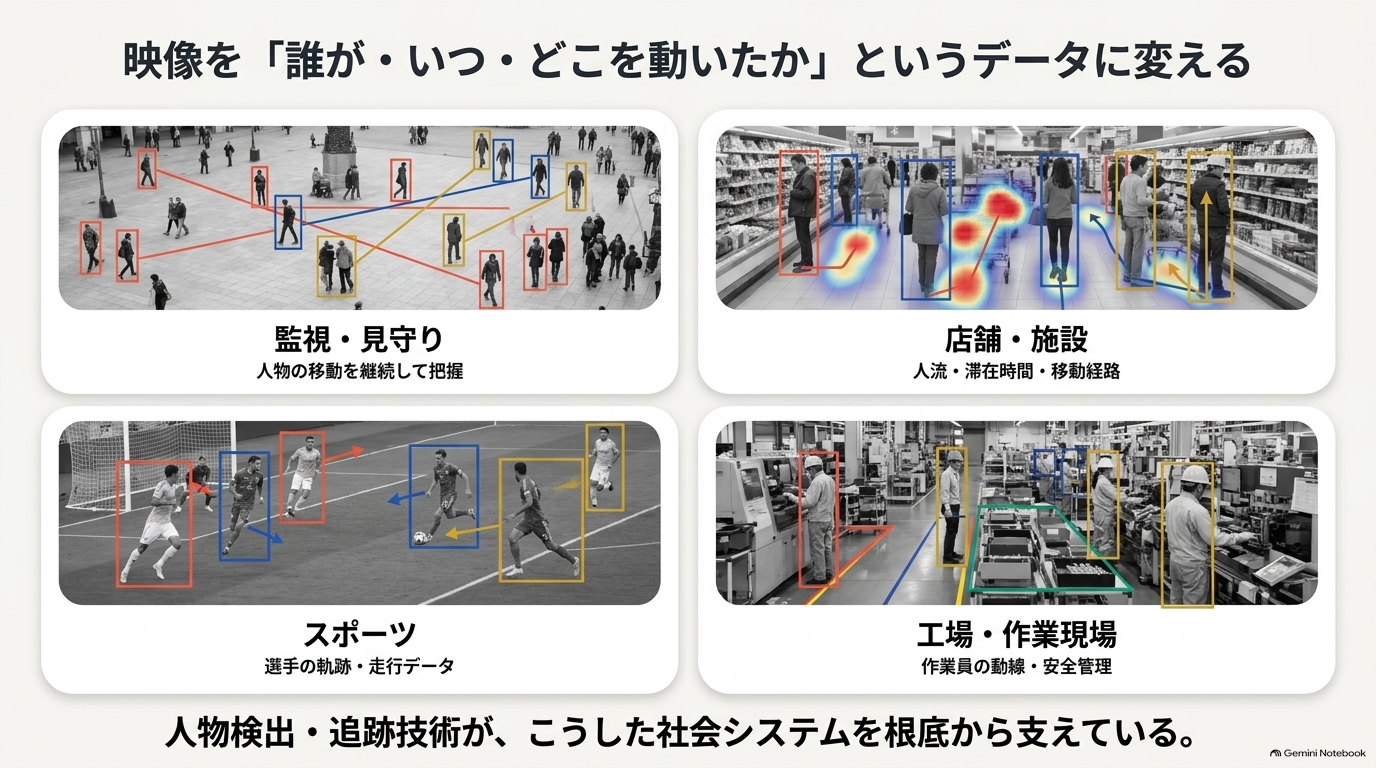 映像を「誰が・いつ・どこを動いたか」というデータに変える
監視・見守り
人物の移動を継続して把握
店舗・施設
人流・滞在時間・移動経路
スポーツ
選手の軌跡・走行データ
工場・作業現場
作業員の動線・安全管理
人物検出・追跡技術が、こうした社会システムを根底から支えている。
Gemini Notebook